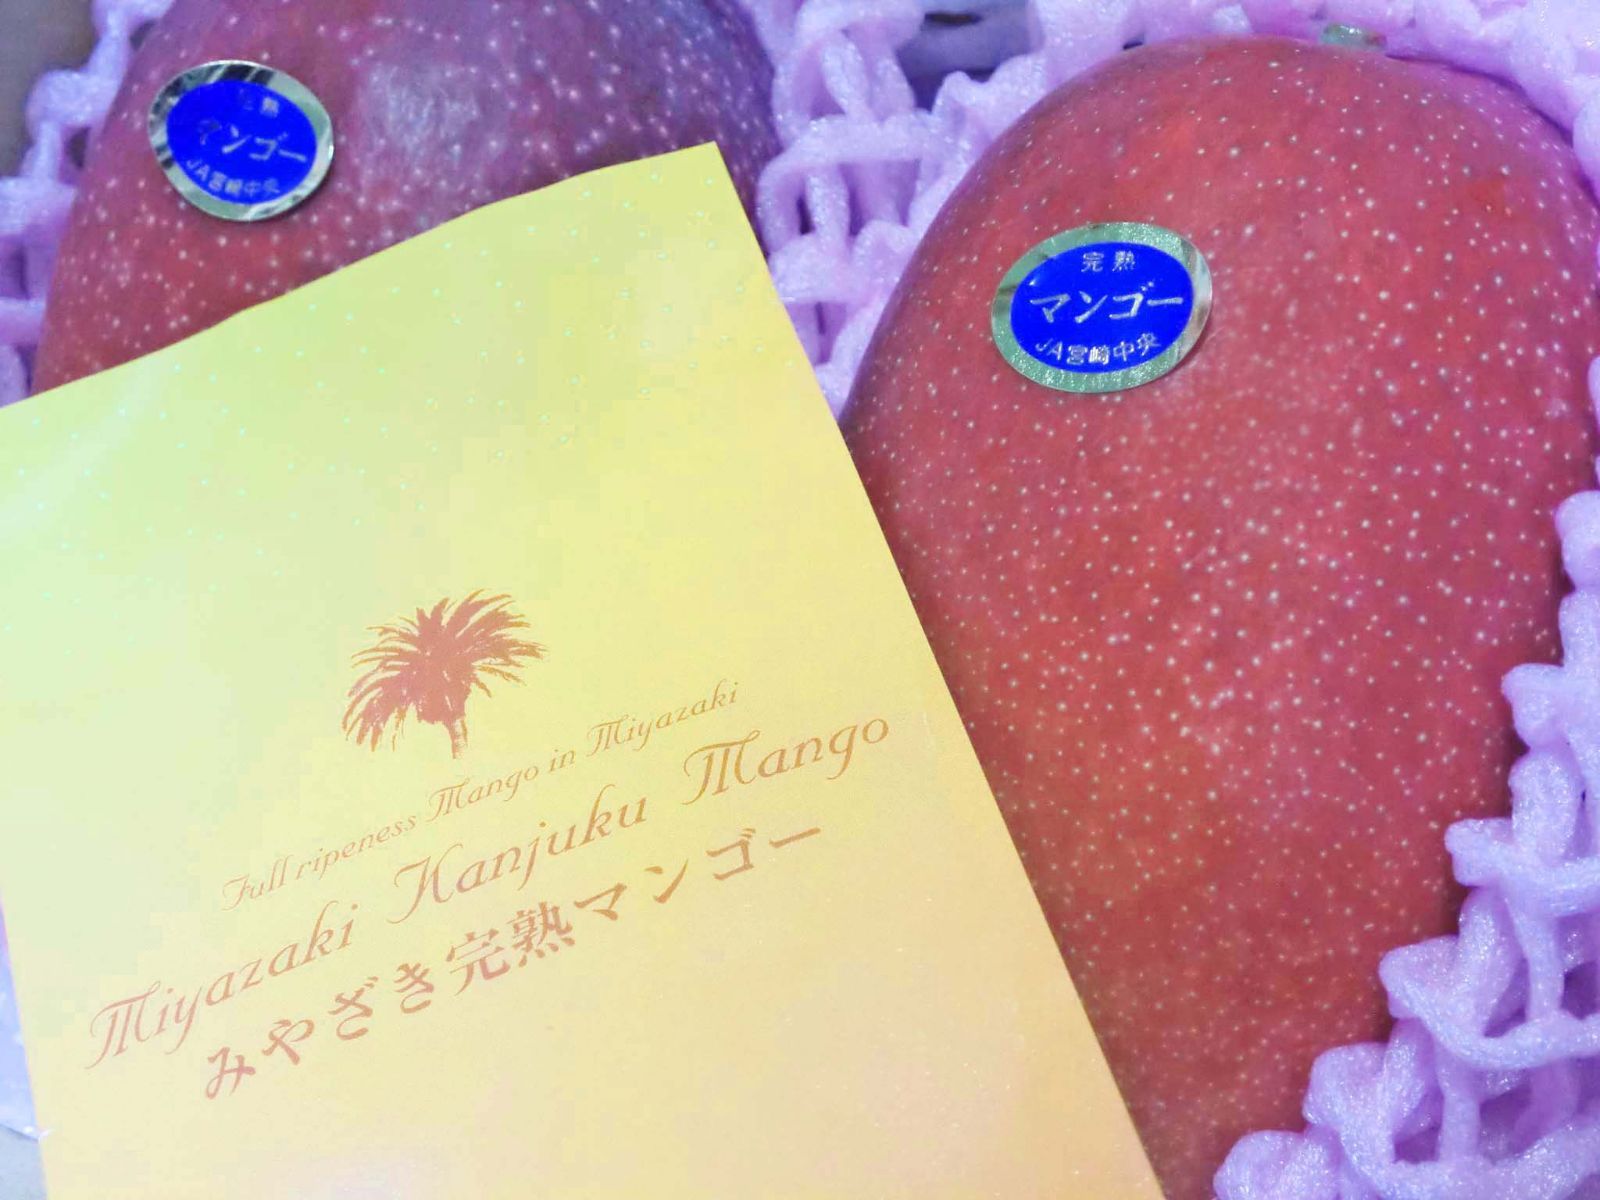 完熟
マンゴー
JA宮崎中央
完熟
マンゴー
JA宮崎中央
Full ripeness Mango in Miyazaki
Miyazaki Kanjuku Mango
みやざき完熟マンゴー